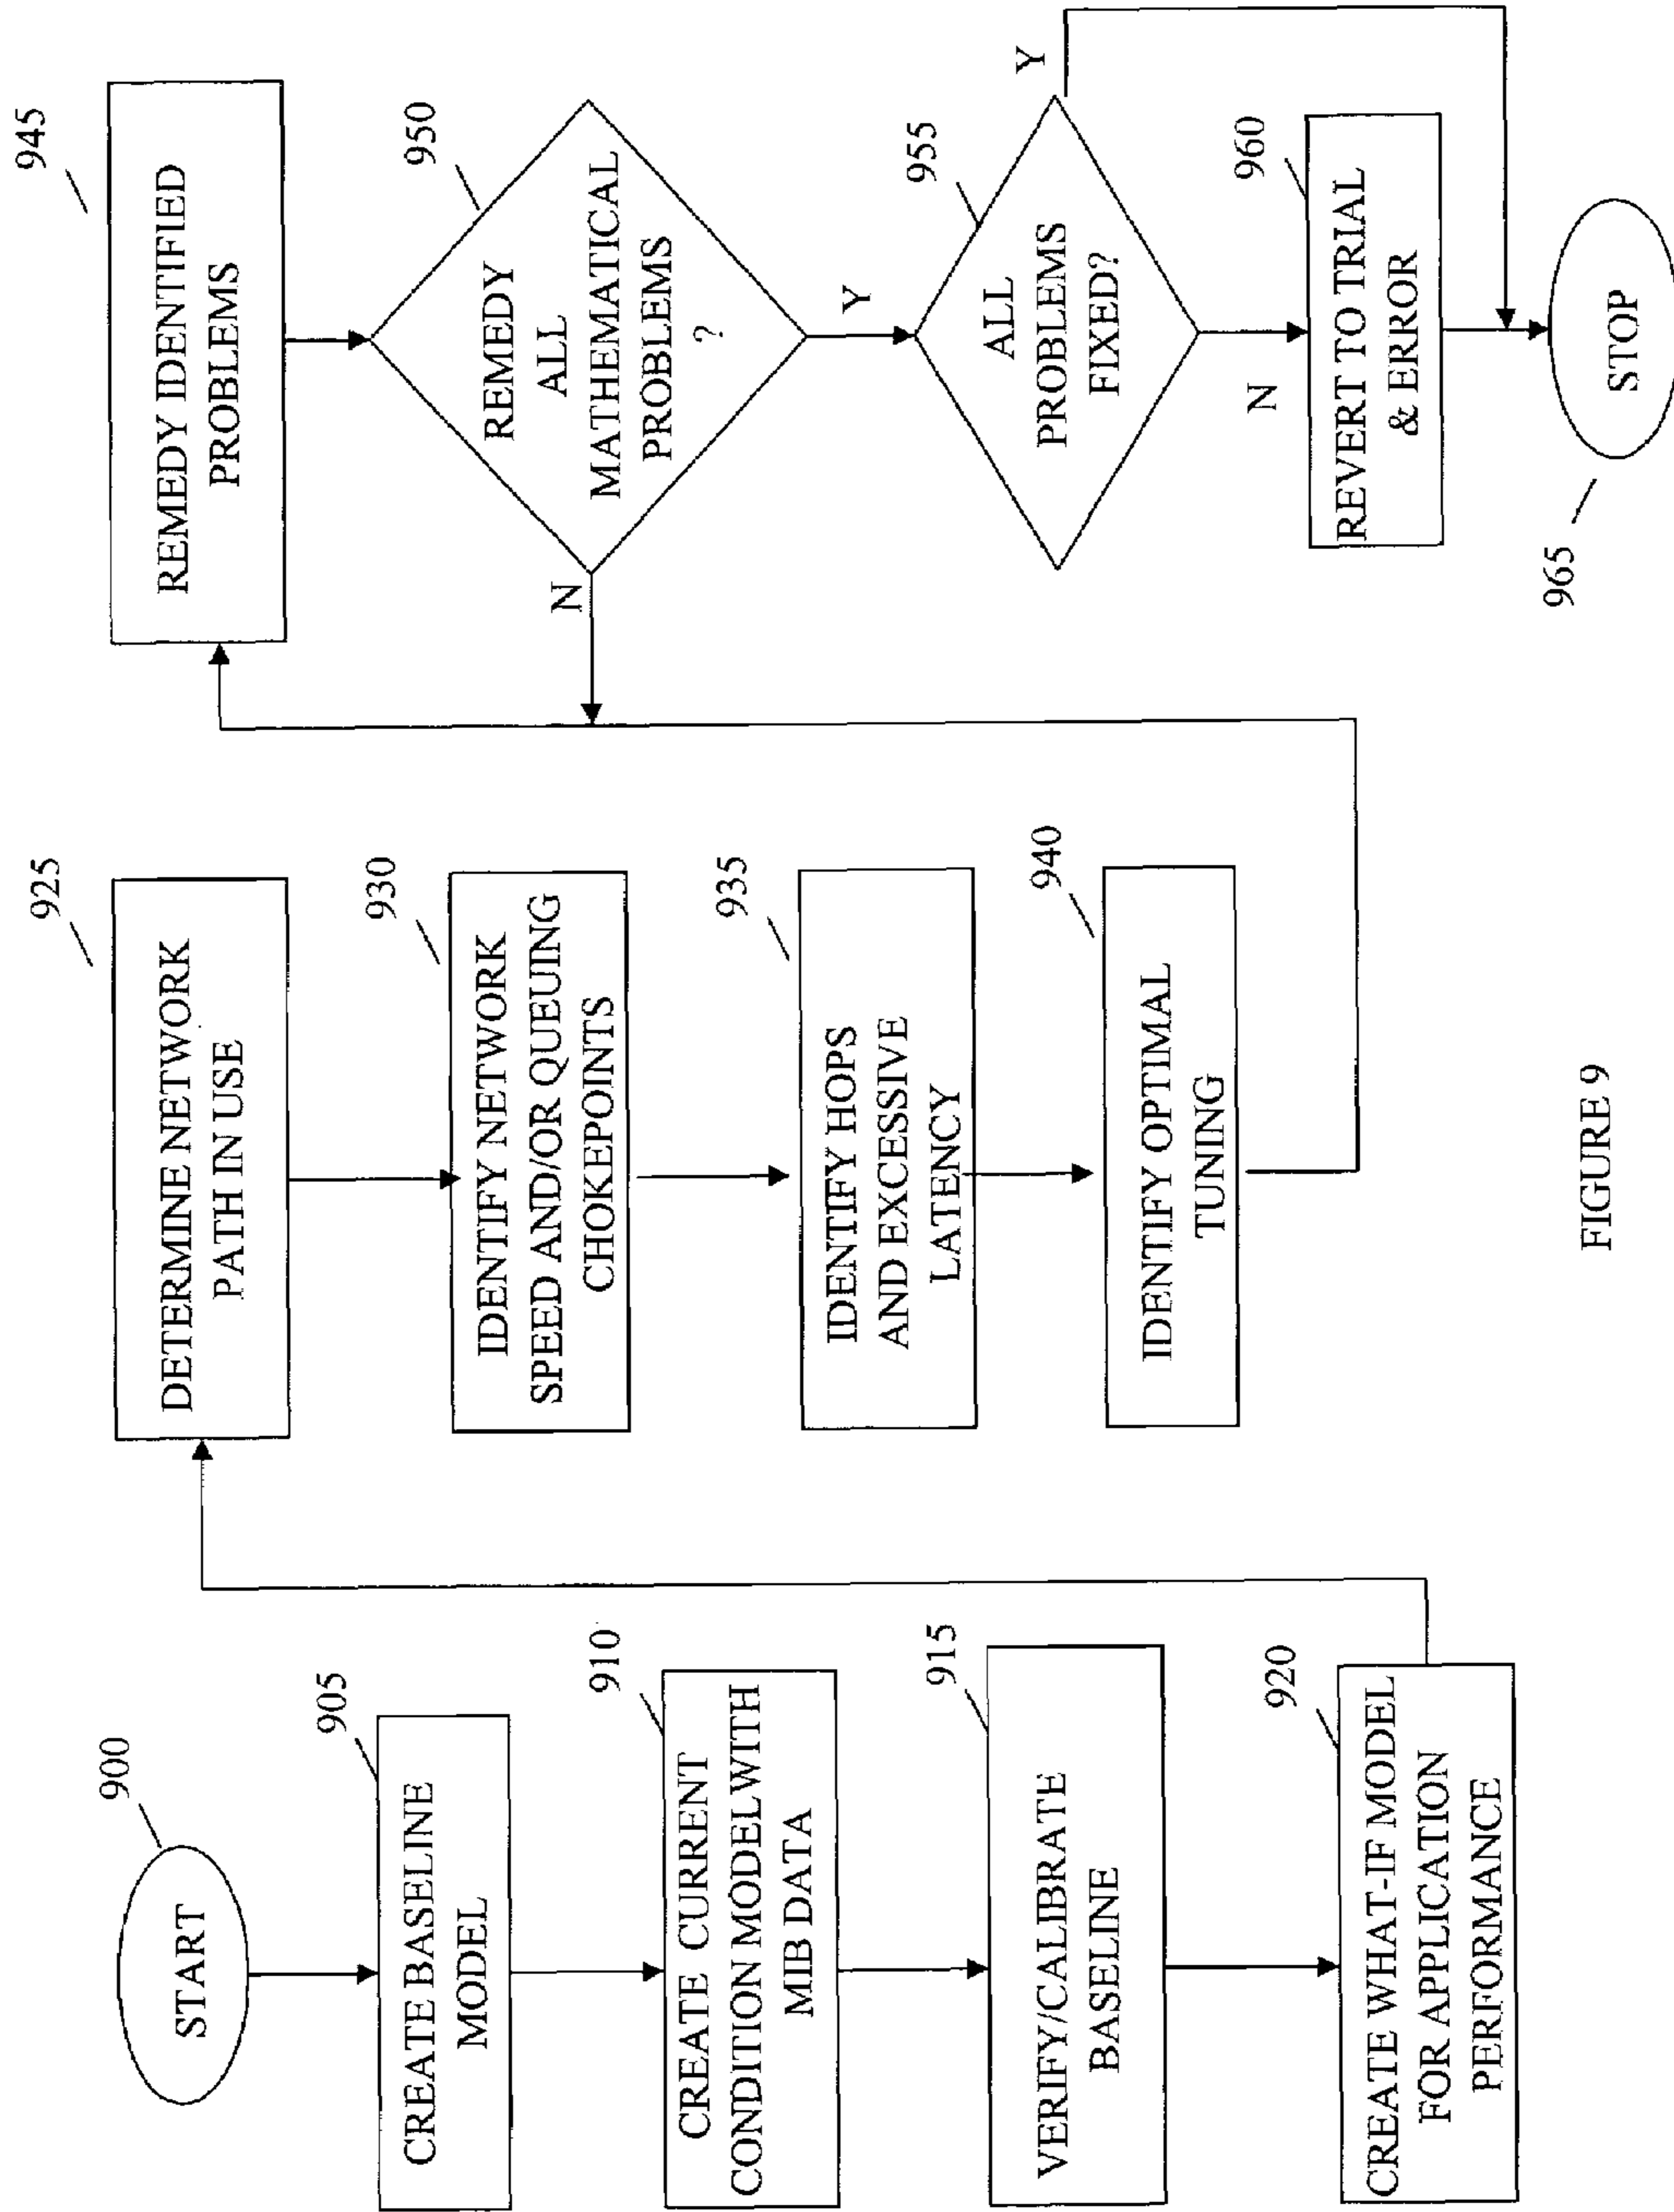 900
START
905
CREATE BASELINE
MODEL
910
CREATE CURRENT
CONDITION MODELWITH
MIB DATA
915
VERIFY/CALIBRATE
BASELINE
920
CREATE WHAT-IF MODEL
FOR APPLICATION
PERFORMANCE
925
DETERMINE NETWORK
PATH IN USE
930
IDENTIFY NETWORK
SPEED AND/OR QUEUING
CHOKEPOINTS
935
IDENTIFY HOPS
AND EXCESSIVE
LATENCY
940
IDENTIFY OPTIMAL
TUNING
945
REMEDY IDENTIFIED
PROBLEMS
950
REMEDY
ALL
MATHEMATICAL
PROBLEMS
?
N
Y
955
ALL
PROBLEMS
FIXED?
Y
N
960
REVERT TO TRIAL
& ERROR
965
STOP
FIGURE 9